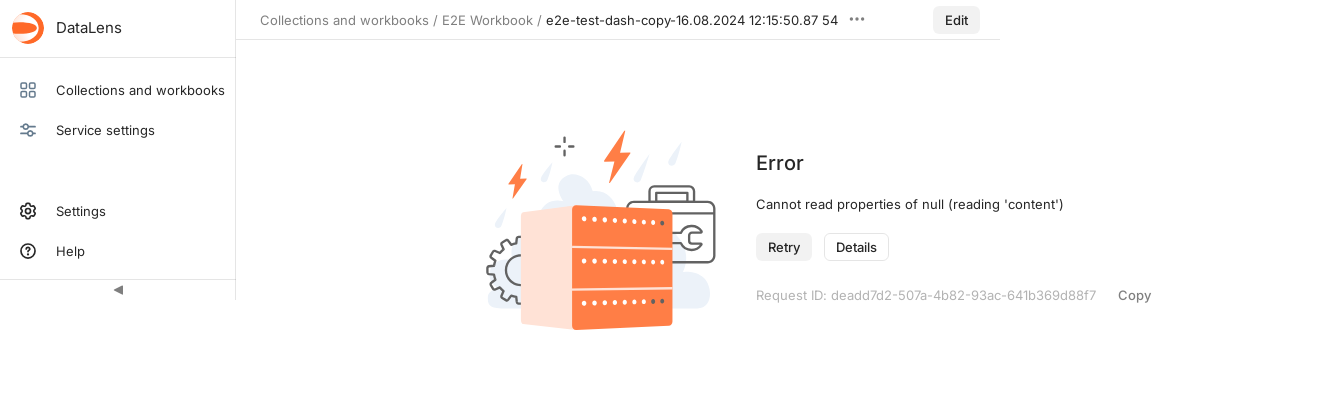 DataLens
Collections and workbooks / E2E Workbook / e2e-test-dash-copy-16.08.2024 12:15:50.87 54
Edit
Collections and workbooks
Service settings
Settings
Help
Error
Cannot read properties of null (reading 'content')
Retry Details
Request ID: deadd7d2-507a-4b82-93ac-641b369d88f7 Copy